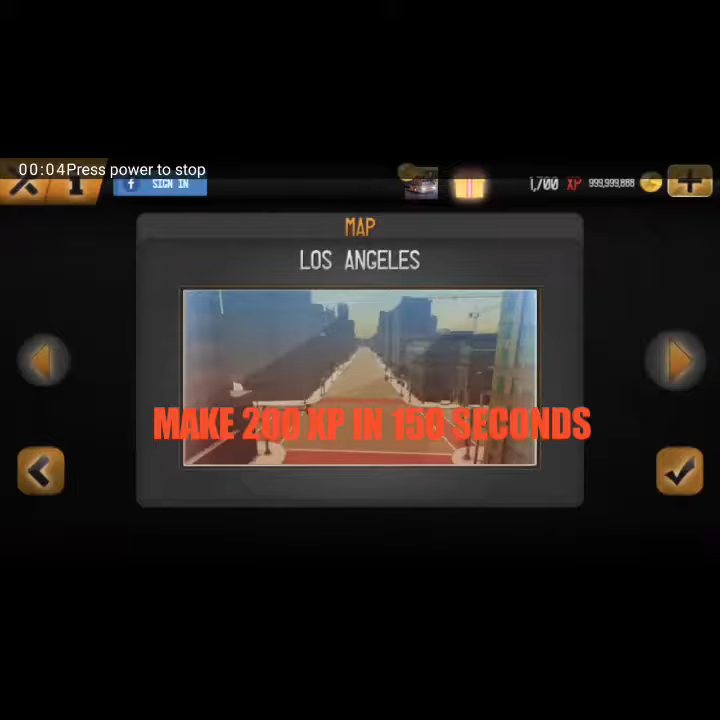 00:04Press power to stop
SIGN IN
1,700 XP 999,999,888
MAP
LOS ANGELES
MAKE 200 XP IN 150 SECONDS